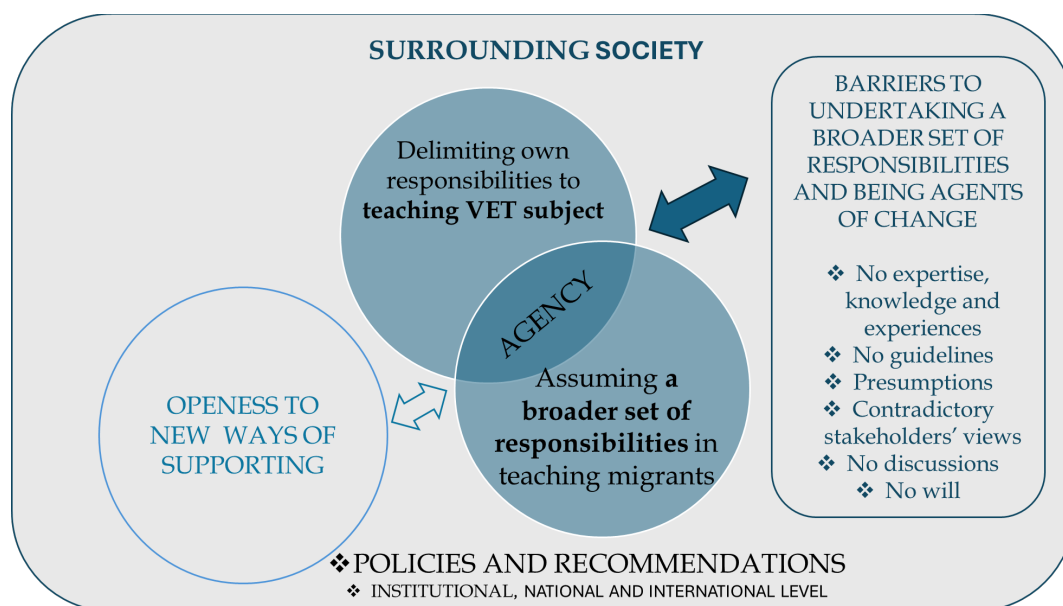 SURROUNDING SOCIETY
Delimiting own
responsibilities to
teaching VET subject
AGENCY
Assuming a
broader set of
responsibilities in
teaching migrants
OPENESS TO
NEW WAYS OF
SUPPORTING
BARRIERS TO
UNDERTAKING A
BROADER SET OF
RESPONSIBILITIES
AND BEING AGENTS
OF CHANGE
❖ No expertise,
knowledge and
experiences
❖ No guidelines
❖ Presumptions
❖ Contradictory
stakeholders’ views
❖ No discussions
❖ No will
❖POLICIES AND RECOMMENDATIONS
❖ INSTITUTIONAL, NATIONAL AND INTERNATIONAL LEVEL